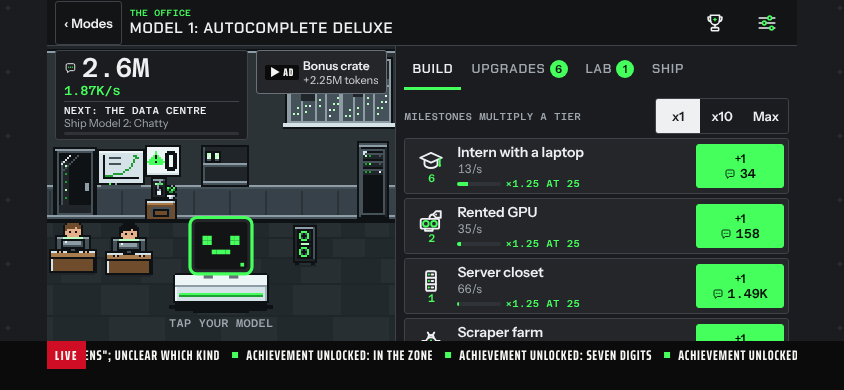 ‹ Modes
THE OFFICE
MODEL 1: AUTOCOMPLETE DELUXE
2.6M
1.87K/s
NEXT: THE DATA CENTRE
Ship Model 2: Chatty
AD
Bonus crate
+2.25M tokens
TAP YOUR MODEL
BUILD
UPGRADES 6
LAB 1
SHIP
MILESTONES MULTIPLY A TIER
x1
x10
Max
6
Intern with a laptop
13/s
×1.25 AT 25
+1
34
2
Rented GPU
35/s
×1.25 AT 25
+1
158
1
Server closet
66/s
×1.25 AT 25
+1
1.49K
Scraper farm
+1
LIVE
ENS"; UNCLEAR WHICH KIND ACHIEVEMENT UNLOCKED: IN THE ZONE ACHIEVEMENT UNLOCKED: SEVEN DIGITS ACHIEVEMENT UNLOCKED